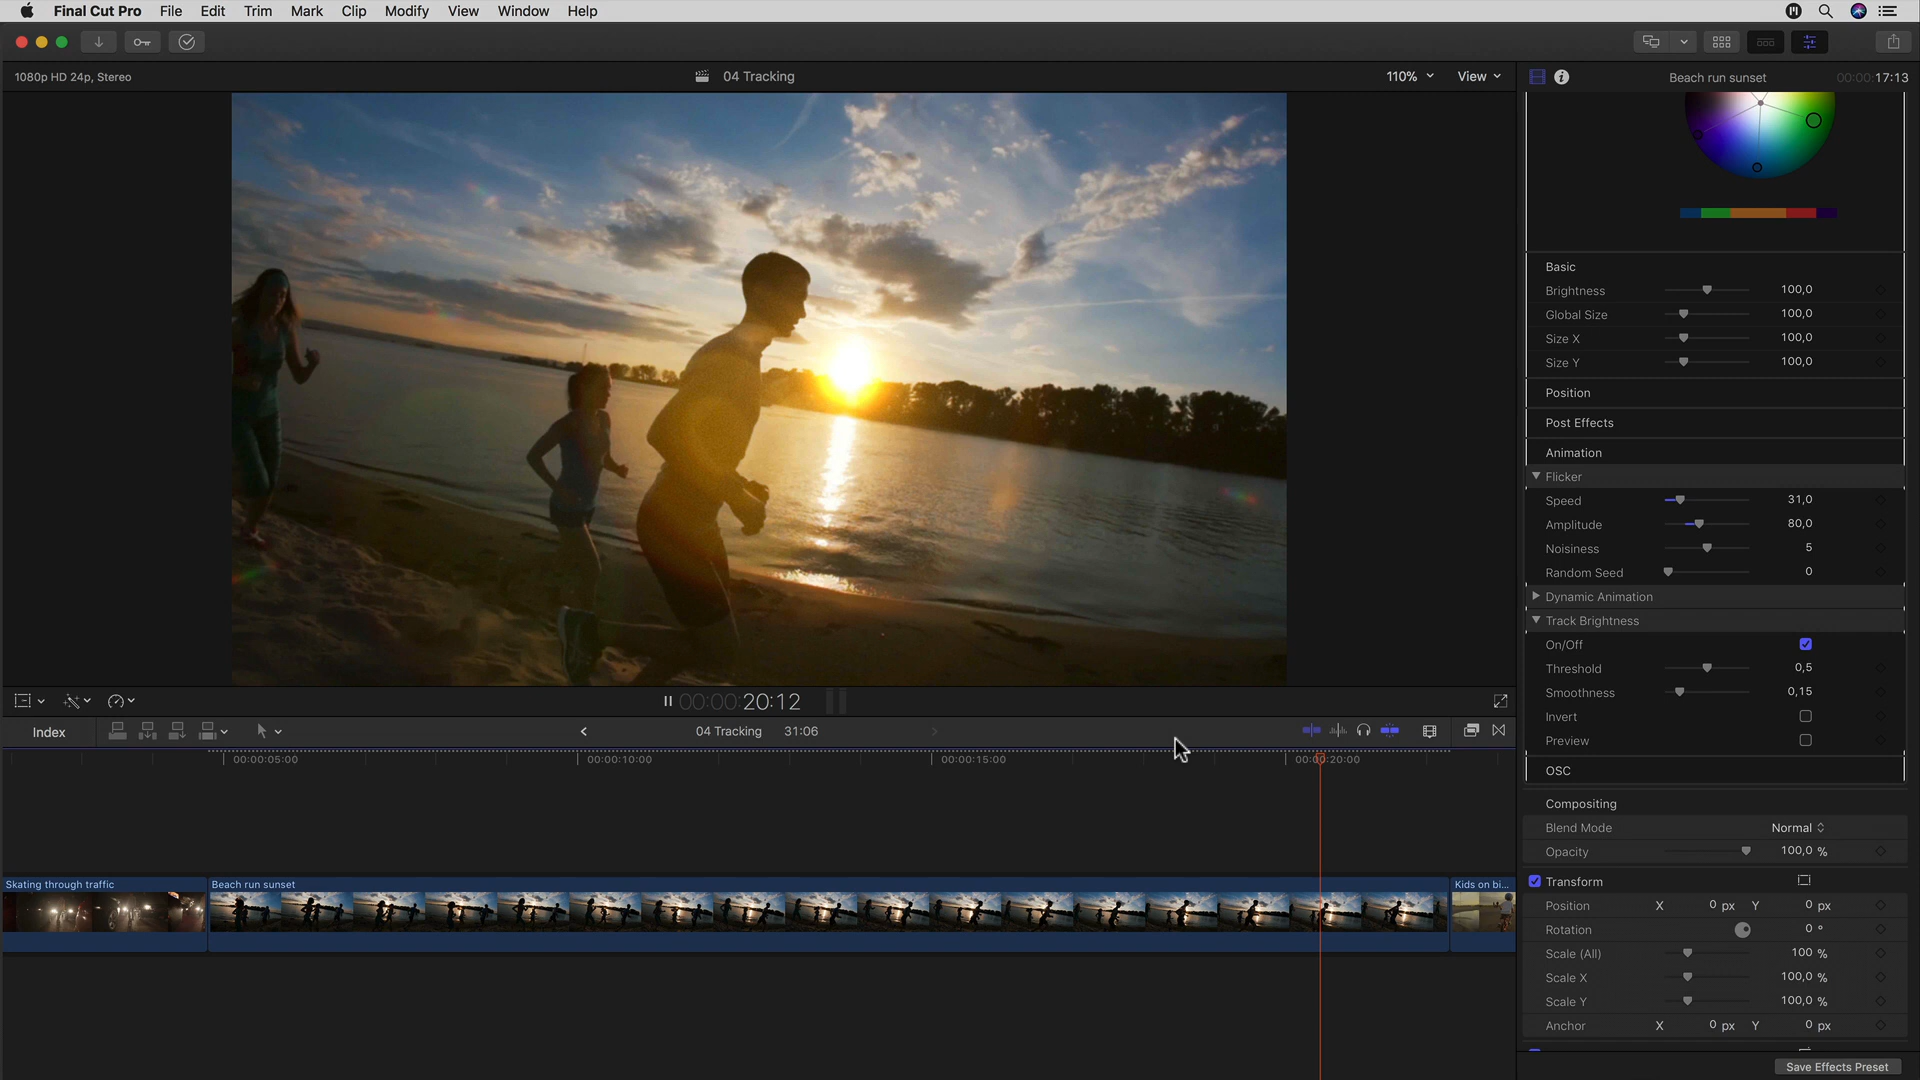 Final Cut Pro File Edit Trim Mark Clip Modify View Window Help
1080p HD 24p, Stereo
04 Tracking
110% View
Beach run sunset 00:00:17:13
Basic
Brightness 100,0
Global Size 100,0
Size X 100,0
Size Y 100,0
Position
Post Effects
Animation
Flicker
Speed 31,0
Amplitude 80,0
Noisiness 5
Random Seed 0
Dynamic Animation
Track Brightness
On/Off
Threshold 0,5
Smoothness 0,15
Invert
Preview
OSC
Compositing
Blend Mode Normal
Opacity 100,0 %
Transform
Position X 0 px Y 0 px
Rotation 0 °
Scale (All) 100 %
Scale X 100,0 %
Scale Y 100,0 %
Anchor X 0 px Y 0 px
Save Effects Preset
00:00:20:12
Index
04 Tracking 31:06
00:00:05:00 00:00:10:00 00:00:15:00 00:00:20:00
Skating through traffic Beach run sunset Kids on bi...